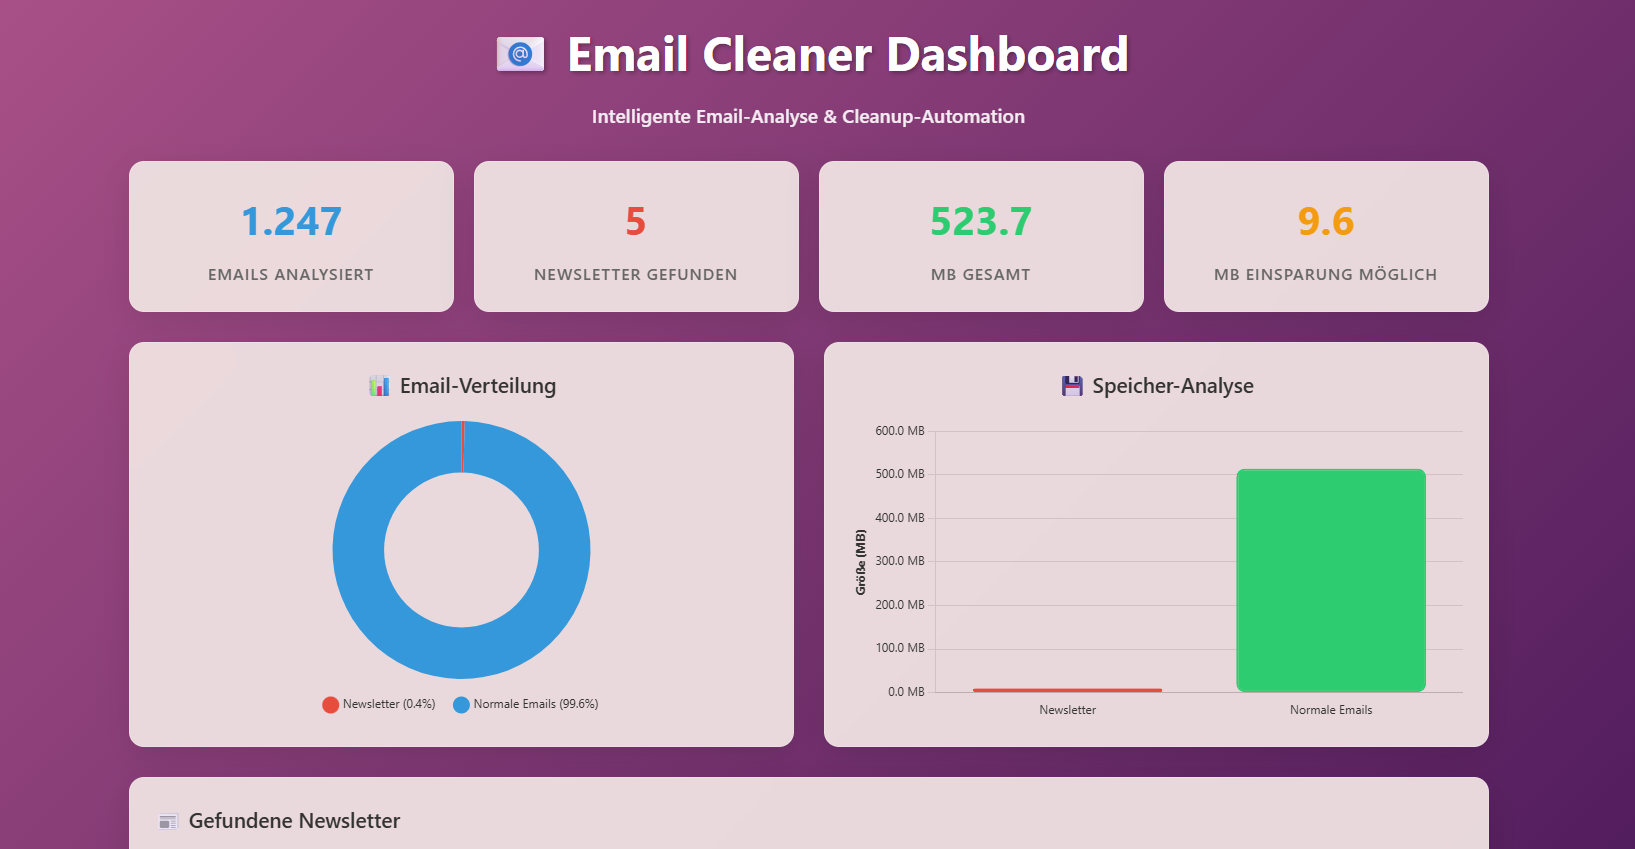 Email Cleaner Dashboard
Intelligente Email-Analyse & Cleanup-Automation
1.247
EMAILS ANALYSIERT
5
NEWSLETTER GEFUNDEN
523.7
MB GESAMT
9.6
MB EINSPARUNG MÖGLICH
Email-Verteilung
Newsletter (0.4%)
Normale Emails (99.6%)
Speicher-Analyse
Größe (MB)
600.0 MB
500.0 MB
400.0 MB
300.0 MB
200.0 MB
100.0 MB
0.0 MB
Newsletter
Normale Emails
Gefundene Newsletter